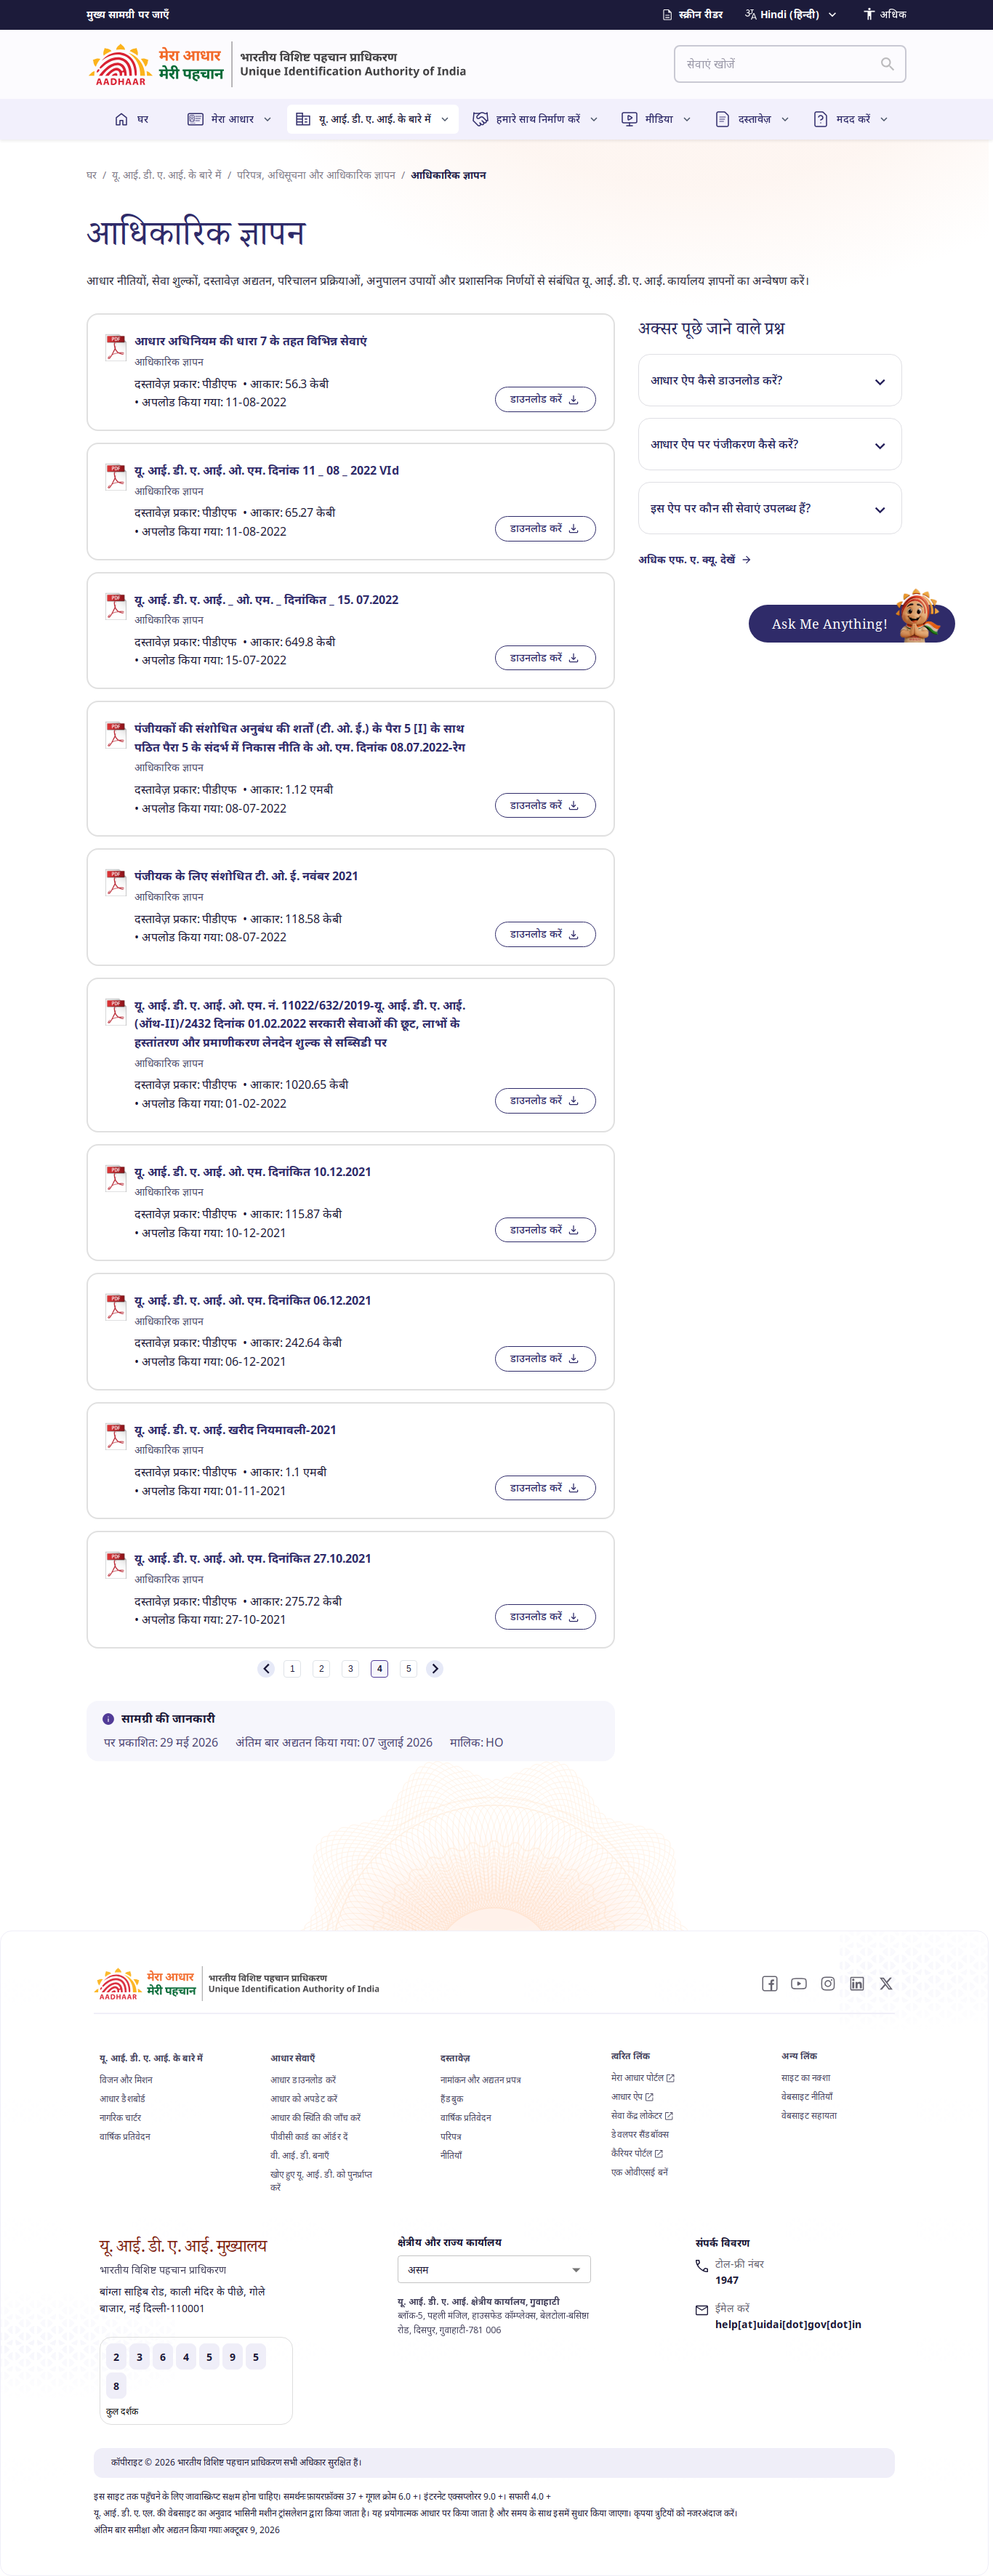 मुख्य सामग्री पर जाएँ
स्क्रीन रीडर
Hindi (हिन्दी)
अधिक
AADHAAR
मेरा आधार
मेरी पहचान
भारतीय विशिष्ट पहचान प्राधिकरण
Unique Identification Authority of India
सेवाएं खोजें
घर
मेरा आधार
यू. आई. डी. ए. आई. के बारे में
हमारे साथ निर्माण करें
मीडिया
दस्तावेज़
मदद करें
घर / यू. आई. डी. ए. आई. के बारे में / परिपत्र, अधिसूचना और आधिकारिक ज्ञापन / आधिकारिक ज्ञापन
आधिकारिक ज्ञापन
आधार नीतियों, सेवा शुल्कों, दस्तावेज़ अद्यतन, परिचालन प्रक्रियाओं, अनुपालन उपायों और प्रशासनिक निर्णयों से संबंधित यू. आई. डी. ए. आई. कार्यालय ज्ञापनों का अन्वेषण करें।
आधार अधिनियम की धारा 7 के तहत विभिन्न सेवाएं
आधिकारिक ज्ञापन
दस्तावेज़ प्रकार: पीडीएफ • आकार: 56.3 केबी
• अपलोड किया गया: 11-08-2022
डाउनलोड करें
यू. आई. डी. ए. आई. ओ. एम. दिनांक 11 _ 08 _ 2022 VId
आधिकारिक ज्ञापन
दस्तावेज़ प्रकार: पीडीएफ • आकार: 65.27 केबी
• अपलोड किया गया: 11-08-2022
डाउनलोड करें
यू. आई. डी. ए. आई. _ ओ. एम. _ दिनांकित _ 15. 07.2022
आधिकारिक ज्ञापन
दस्तावेज़ प्रकार: पीडीएफ • आकार: 649.8 केबी
• अपलोड किया गया: 15-07-2022
डाउनलोड करें
पंजीयकों की संशोधित अनुबंध की शर्तों (टी. ओ. ई.) के पैरा 5 [I] के साथ
पठित पैरा 5 के संदर्भ में निकास नीति के ओ. एम. दिनांक 08.07.2022-रेग
आधिकारिक ज्ञापन
दस्तावेज़ प्रकार: पीडीएफ • आकार: 1.12 एमबी
• अपलोड किया गया: 08-07-2022
डाउनलोड करें
पंजीयक के लिए संशोधित टी. ओ. ई. नवंबर 2021
आधिकारिक ज्ञापन
दस्तावेज़ प्रकार: पीडीएफ • आकार: 118.58 केबी
• अपलोड किया गया: 08-07-2022
डाउनलोड करें
यू. आई. डी. ए. आई. ओ. एम. नं. 11022/632/2019-यू. आई. डी. ए. आई.
(ऑथ-II)/2432 दिनांक 01.02.2022 सरकारी सेवाओं की छूट, लाभों के
हस्तांतरण और प्रमाणीकरण लेनदेन शुल्क से सब्सिडी पर
आधिकारिक ज्ञापन
दस्तावेज़ प्रकार: पीडीएफ • आकार: 1020.65 केबी
• अपलोड किया गया: 01-02-2022
डाउनलोड करें
यू. आई. डी. ए. आई. ओ. एम. दिनांकित 10.12.2021
आधिकारिक ज्ञापन
दस्तावेज़ प्रकार: पीडीएफ • आकार: 115.87 केबी
• अपलोड किया गया: 10-12-2021
डाउनलोड करें
यू. आई. डी. ए. आई. ओ. एम. दिनांकित 06.12.2021
आधिकारिक ज्ञापन
दस्तावेज़ प्रकार: पीडीएफ • आकार: 242.64 केबी
• अपलोड किया गया: 06-12-2021
डाउनलोड करें
यू. आई. डी. ए. आई. खरीद नियमावली-2021
आधिकारिक ज्ञापन
दस्तावेज़ प्रकार: पीडीएफ • आकार: 1.1 एमबी
• अपलोड किया गया: 01-11-2021
डाउनलोड करें
यू. आई. डी. ए. आई. ओ. एम. दिनांकित 27.10.2021
आधिकारिक ज्ञापन
दस्तावेज़ प्रकार: पीडीएफ • आकार: 275.72 केबी
• अपलोड किया गया: 27-10-2021
डाउनलोड करें
1 2 3 4 5
सामग्री की जानकारी
पर प्रकाशित: 29 मई 2026 अंतिम बार अद्यतन किया गया: 07 जुलाई 2026 मालिक: HO
अक्सर पूछे जाने वाले प्रश्न
आधार ऐप कैसे डाउनलोड करें?
आधार ऐप पर पंजीकरण कैसे करें?
इस ऐप पर कौन सी सेवाएं उपलब्ध हैं?
अधिक एफ. ए. क्यू. देखें
Ask Me Anything!
AADHAAR
मेरा आधार
मेरी पहचान
भारतीय विशिष्ट पहचान प्राधिकरण
Unique Identification Authority of India
यू. आई. डी. ए. आई. के बारे में
विजन और मिशन
आधार डैशबोर्ड
नागरिक चार्टर
वार्षिक प्रतिवेदन
आधार सेवाएँ
आधार डाउनलोड करें
आधार को अपडेट करें
आधार की स्थिति की जाँच करें
पीवीसी कार्ड का ऑर्डर दें
वी. आई. डी. बनाएँ
खोए हुए यू. आई. डी. को पुनर्प्राप्त
करें
दस्तावेज़
नामांकन और अद्यतन प्रपत्र
हैंडबुक
वार्षिक प्रतिवेदन
परिपत्र
नीतियाँ
त्वरित लिंक
मेरा आधार पोर्टल
आधार ऐप
सेवा केंद्र लोकेटर
डेवलपर सैंडबॉक्स
कैरियर पोर्टल
एक ओवीएसई बनें
अन्य लिंक
साइट का नक्शा
वेबसाइट नीतियाँ
वेबसाइट सहायता
यू. आई. डी. ए. आई. मुख्यालय
भारतीय विशिष्ट पहचान प्राधिकरण
बांग्ला साहिब रोड, काली मंदिर के पीछे, गोले
बाजार, नई दिल्ली-110001
2 3 6 4 5 9 5
8
कुल दर्शक
क्षेत्रीय और राज्य कार्यालय
असम
यू. आई. डी. ए. आई. क्षेत्रीय कार्यालय, गुवाहाटी
ब्लॉक-5, पहली मंजिल, हाउसफेड कॉम्प्लेक्स, बेलटोला-बसिष्ठा
रोड, दिसपुर, गुवाहाटी-781 006
संपर्क विवरण
टोल-फ्री नंबर
1947
ईमेल करें
help[at]uidai[dot]gov[dot]in
कॉपीराइट © 2026 भारतीय विशिष्ट पहचान प्राधिकरण सभी अधिकार सुरक्षित हैं।
इस साइट तक पहुँचने के लिए जावास्क्रिप्ट सक्षम होना चाहिए। समर्थनः फ़ायरफ़ॉक्स 37 + गूगल क्रोम 6.0 +। इंटरनेट एक्सप्लोरर 9.0 +। सफारी 4.0 +
यू. आई. डी. ए. एल. की वेबसाइट का अनुवाद भासिनी मशीन ट्रांसलेशन द्वारा किया जाता है। यह प्रयोगात्मक आधार पर किया जाता है और समय के साथ इसमें सुधार किया जाएगा। कृपया त्रुटियों को नजरअंदाज करें।
अंतिम बार समीक्षा और अद्यतन किया गयाः अक्टूबर 9, 2026